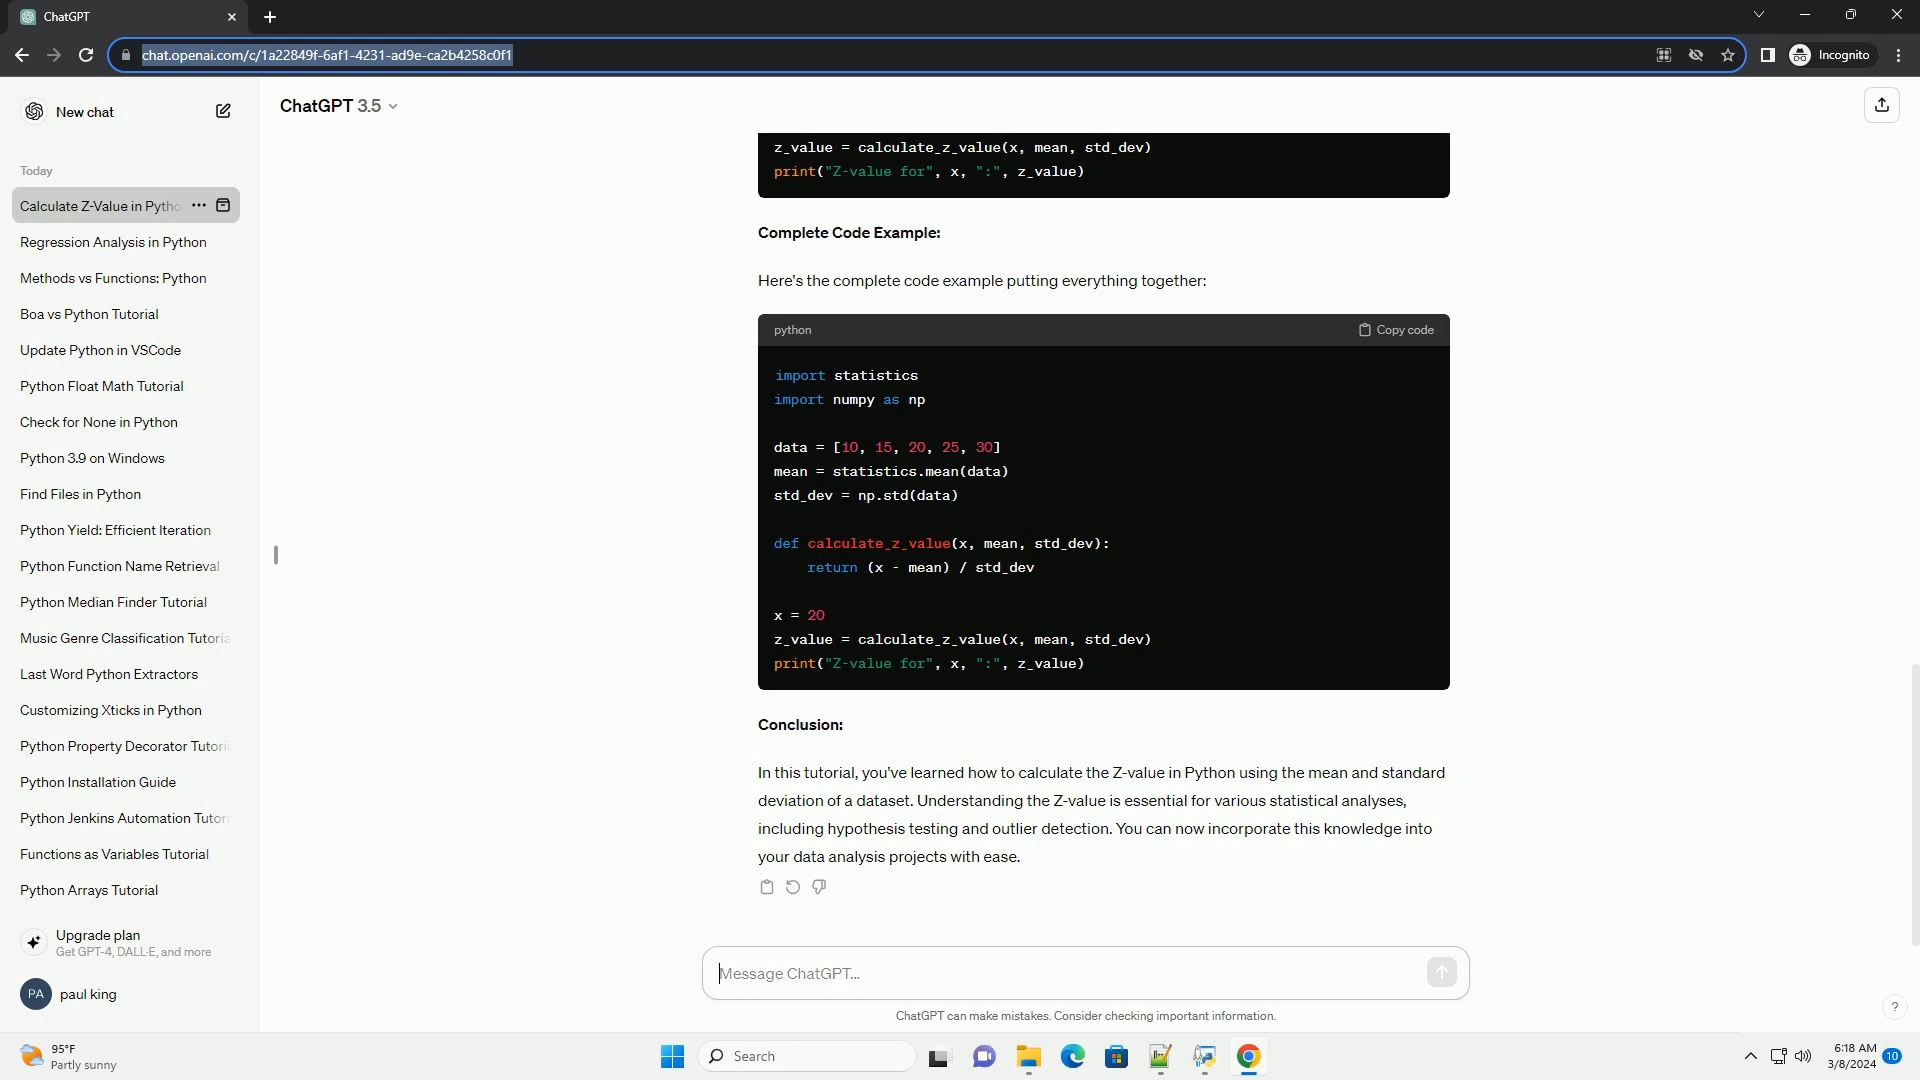 ChatGPT
chat.openai.com/c/1a22849f-6af1-4231-ad9e-ca2b4258c0f1
Incognito
New chat
ChatGPT 3.5
Today
Calculate Z-Value in Pytho
Regression Analysis in Python
Methods vs Functions: Python
Boa vs Python Tutorial
Update Python in VSCode
Python Float Math Tutorial
Check for None in Python
Python 3.9 on Windows
Find Files in Python
Python Yield: Efficient Iteration
Python Function Name Retrieval
Python Median Finder Tutorial
Music Genre Classification Tutoria
Last Word Python Extractors
Customizing Xticks in Python
Python Property Decorator Tutori
Python Installation Guide
Python Jenkins Automation Tutor
Functions as Variables Tutorial
Python Arrays Tutorial
Upgrade plan
Get GPT-4, DALL·E, and more
PA
paul king
z_value = calculate_z_value(x, mean, std_dev)
print("Z-value for", x, ":", z_value)
Complete Code Example:
Here's the complete code example putting everything together:
python
Copy code
import statistics
import numpy as np
data = [10, 15, 20, 25, 30]
mean = statistics.mean(data)
std_dev = np.std(data)
def calculate_z_value(x, mean, std_dev):
    return (x - mean) / std_dev
x = 20
z_value = calculate_z_value(x, mean, std_dev)
print("Z-value for", x, ":", z_value)
Conclusion:
In this tutorial, you've learned how to calculate the Z-value in Python using the mean and standard
deviation of a dataset. Understanding the Z-value is essential for various statistical analyses,
including hypothesis testing and outlier detection. You can now incorporate this knowledge into
your data analysis projects with ease.
Message ChatGPT...
ChatGPT can make mistakes. Consider checking important information.
?
95°F
Partly sunny
Search
6:18 AM
3/8/2024
10